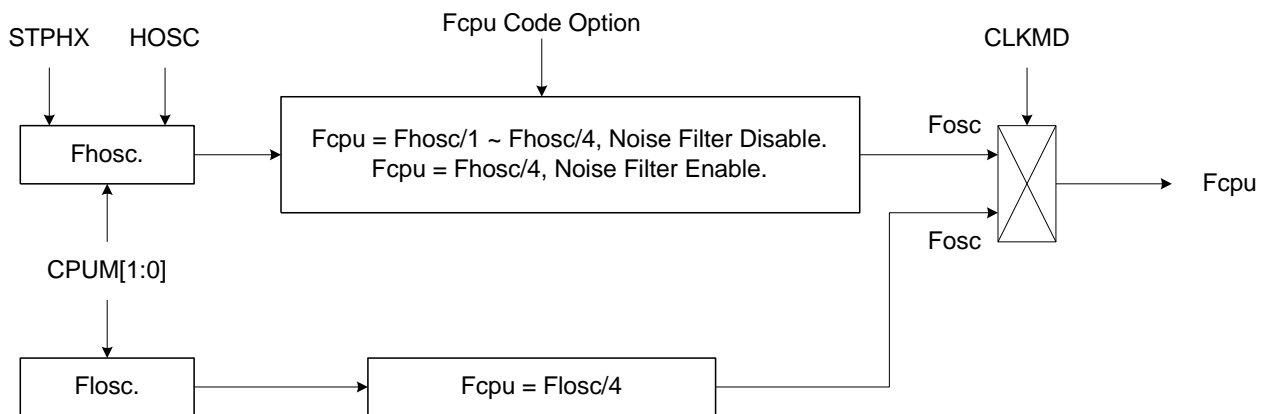 Fcpu Code Option
STPHX
HOSC
CLKMD
Fhosc.
Fcpu = Fhosc/1 ~ Fhosc/4, Noise Filter Disable.
Fcpu = Fhosc/4, Noise Filter Enable.
Fosc
Fcpu
Fosc
CPUM[1:0]
Flosc.
Fcpu = Flosc/4